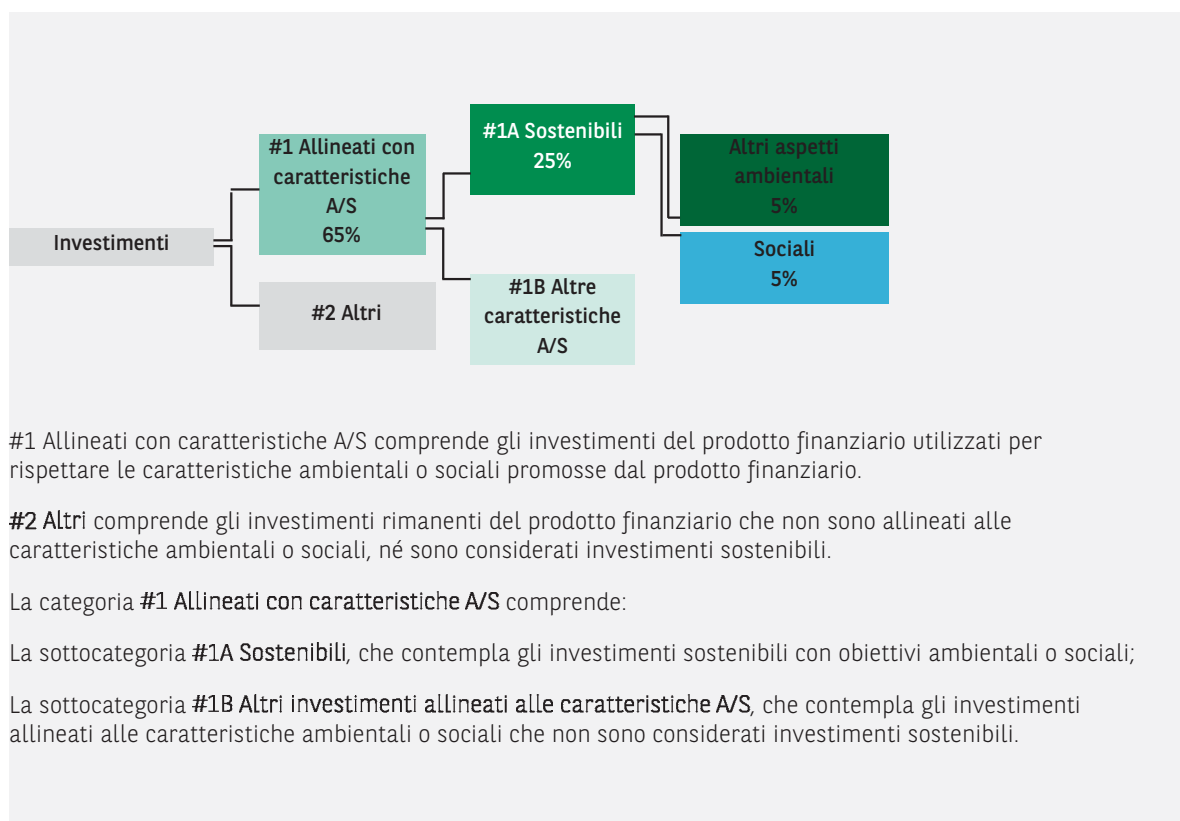 #1A Sostenibili
25%
#1 Allineati con
caratteristiche
A/S
65%
Altri aspetti
ambientali
5%
Investimenti
Sociali
5%
#2 Altri
#1B Altre
caratteristiche
A/S
#1 Allineati con caratteristiche A/S comprende gli investimenti del prodotto finanziario utilizzati per
rispettare le caratteristiche ambientali o sociali promosse dal prodotto finanziario.
#2 Altri comprende gli investimenti rimanenti del prodotto finanziario che non sono allineati alle
caratteristiche ambientali o sociali, né sono considerati investimenti sostenibili.
La categoria #1 Allineati con caratteristiche A/S comprende:
La sottocategoria #1A Sostenibili, che contempla gli investimenti sostenibili con obiettivi ambientali o sociali;
La sottocategoria #1B Altri investimenti allineati alle caratteristiche A/S, che contempla gli investimenti
allineati alle caratteristiche ambientali o sociali che non sono considerati investimenti sostenibili.